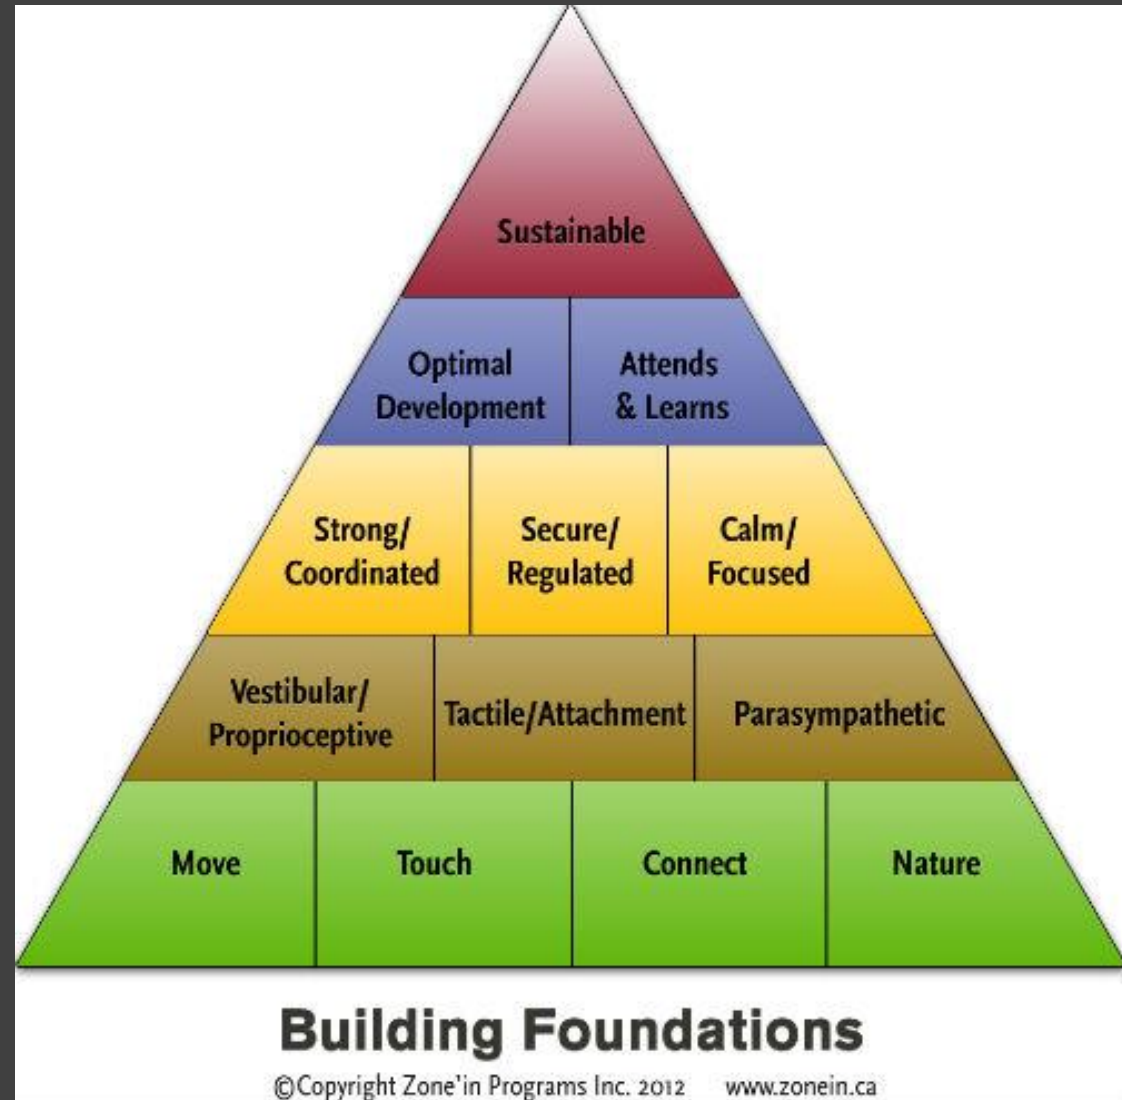 Sustainable
Optimal
Development
Attends
& Learns
Strong/
Coordinated
Secure/
Regulated
Calm/
Focused
Vestibular/
Proprioceptive
Tactile/Attachment
Parasympathetic
Move
Touch
Connect
Nature
Building Foundations
©Copyright Zone'in Programs Inc. 2012 www.zonein.ca